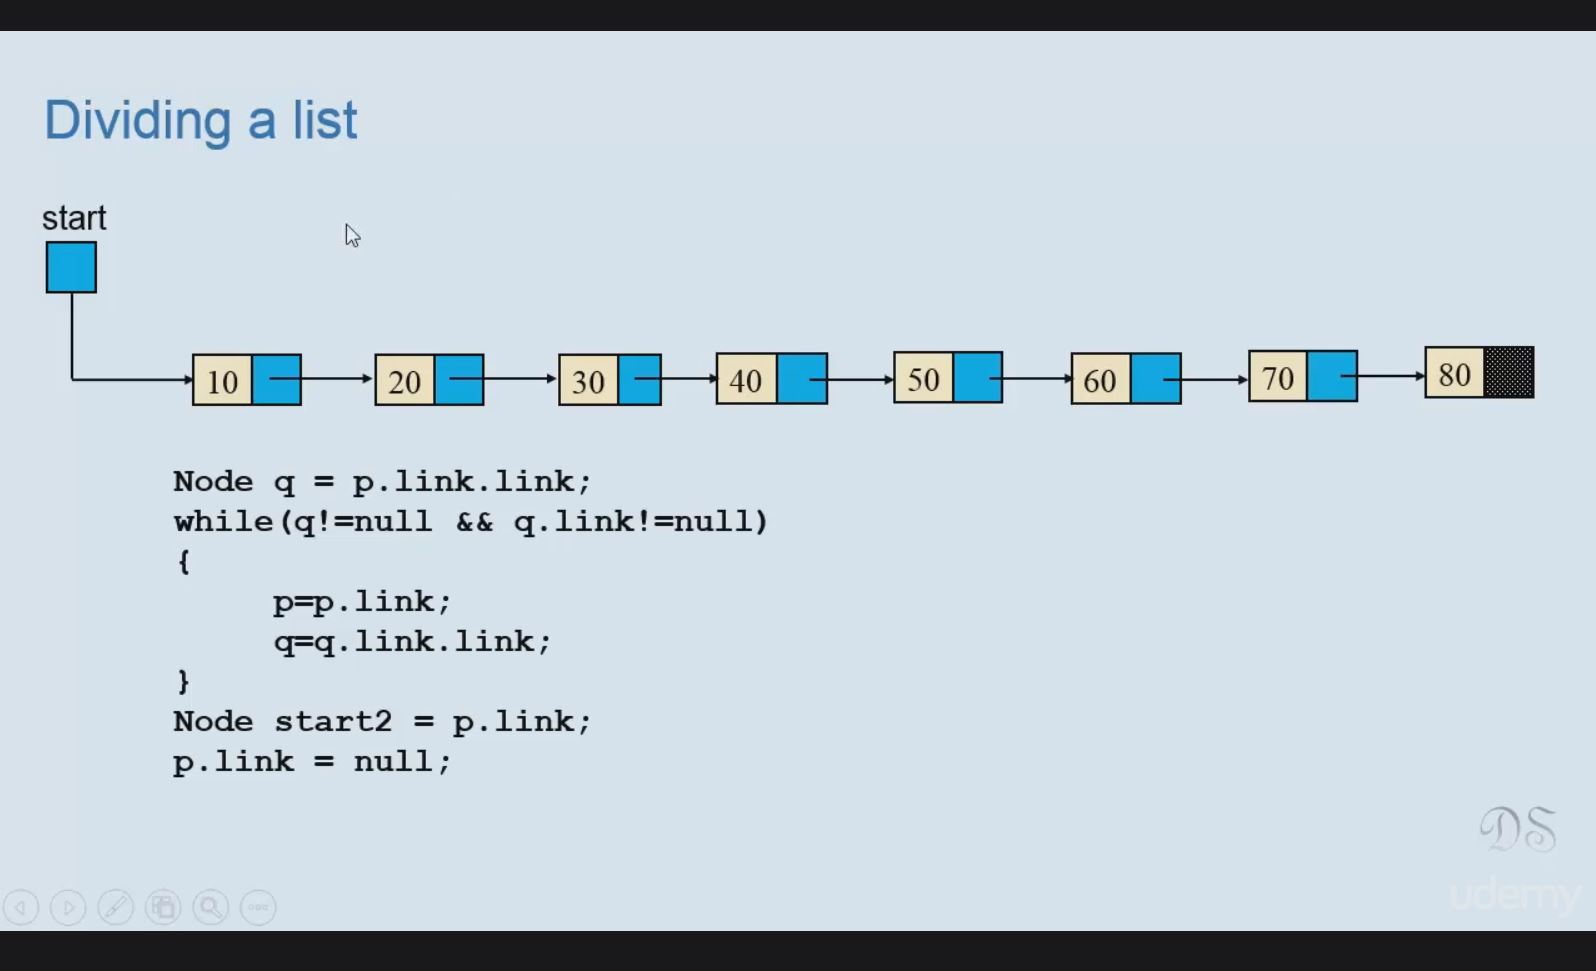 Dividing a list
start
10 20 30 40 50 60 70 80
Node q = p.link.link;
while(q!=null && q.link!=null)
{
p=p.link;
q=q.link.link;
}
Node start2 = p.link;
p.link = null;
DS
udemy